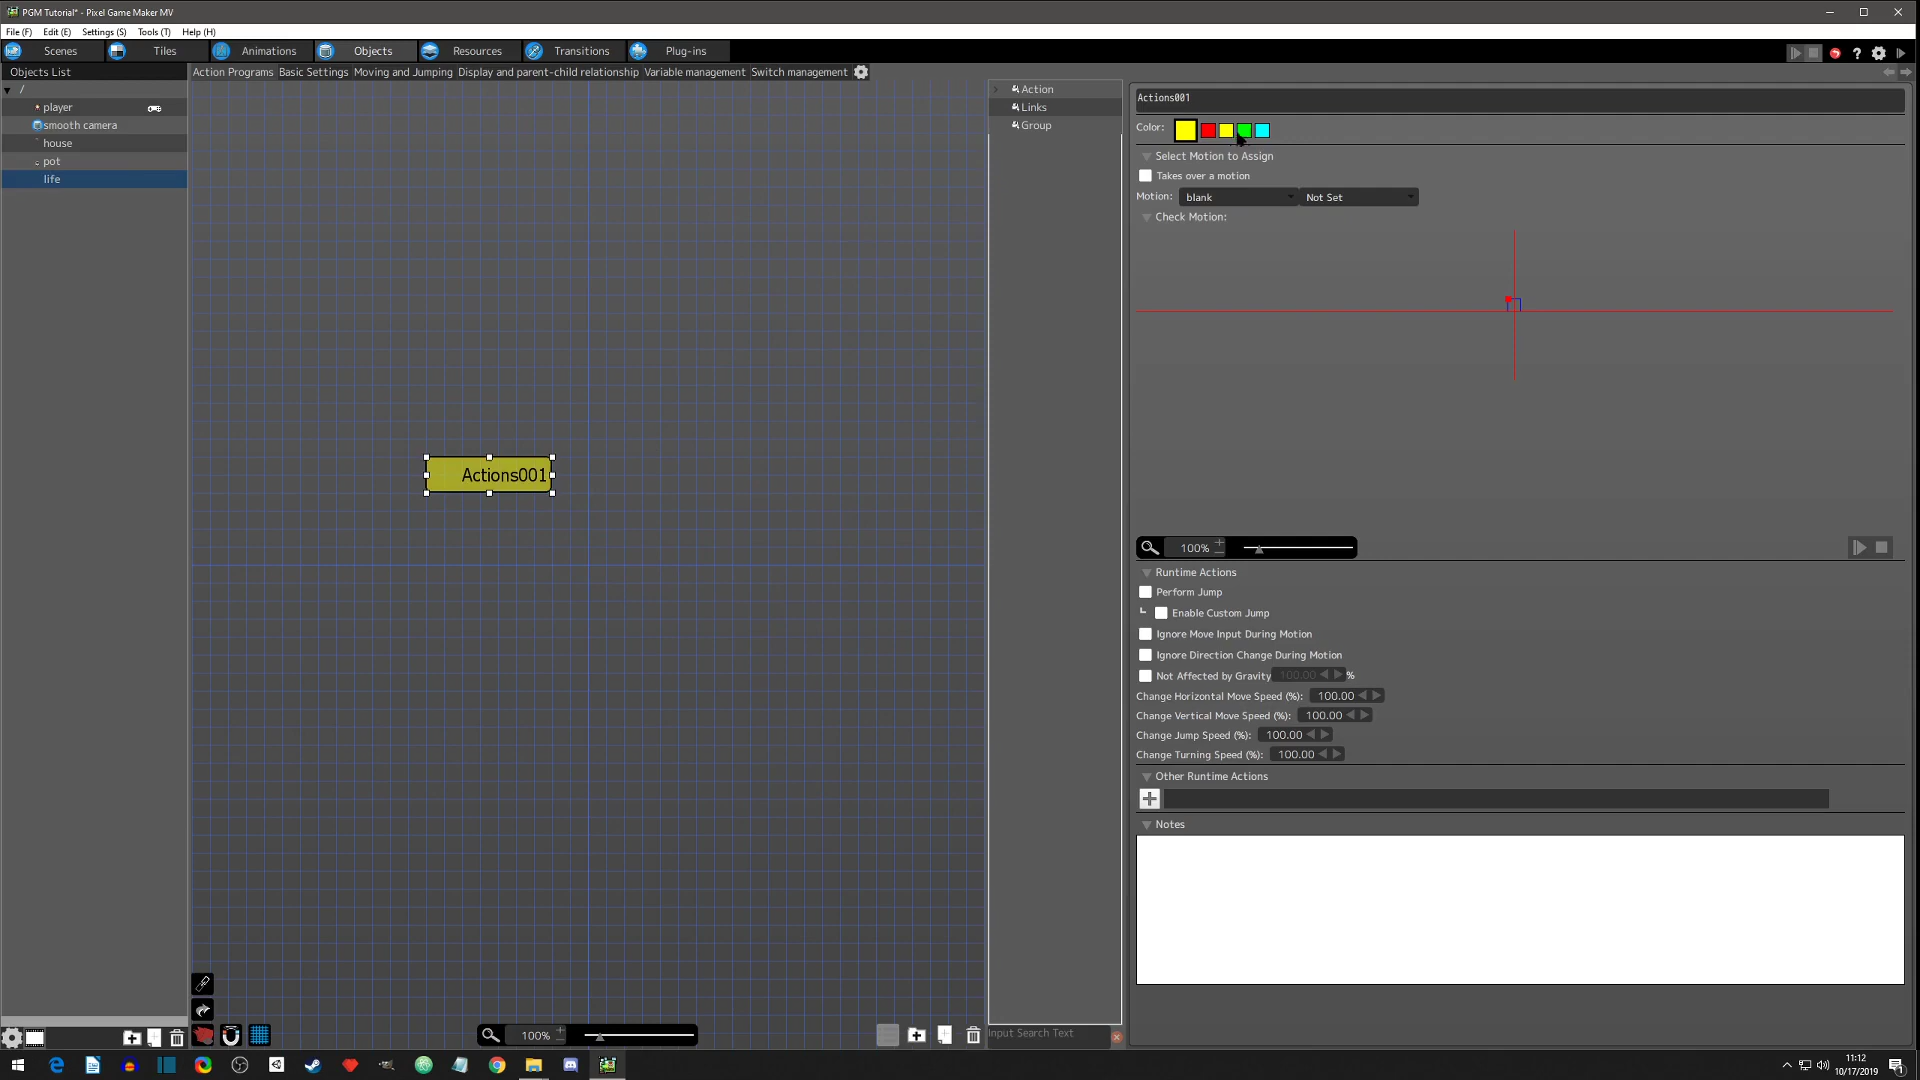 PGM Tutorial* - Pixel Game Maker MV
File (F) Edit (E) Settings (S) Tools (T) Help (H)
Scenes Tiles Animations Objects Resources Transitions Plug-ins
Objects List
Action Programs Basic Settings Moving and Jumping Display and parent-child relationship Variable management Switch management
/
player
smooth camera
house
pot
life
Actions001
Action
Links
Group
Actions001
Color:
Select Motion to Assign
Takes over a motion
Motion: blank Not Set
Check Motion:
100%
Runtime Actions
Perform Jump
Enable Custom Jump
Ignore Move Input During Motion
Ignore Direction Change During Motion
Not Affected by Gravity 100.00 %
Change Horizontal Move Speed (%): 100.00
Change Vertical Move Speed (%): 100.00
Change Jump Speed (%): 100.00
Change Turning Speed (%): 100.00
Other Runtime Actions
Notes
100%
Input Search Text
11:12
10/17/2019